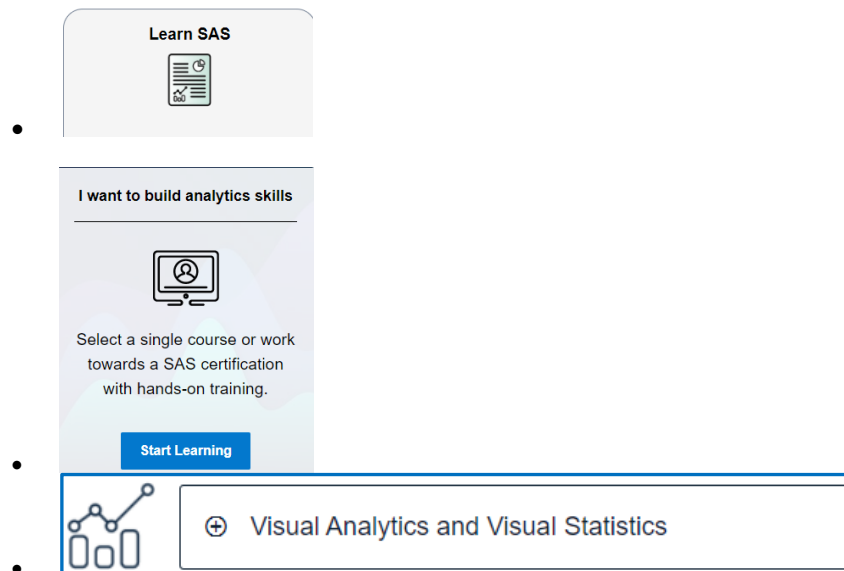 Learn SAS
I want to build analytics skills
Select a single course or work
towards a SAS certification
with hands-on training.
Start Learning
Visual Analytics and Visual Statistics